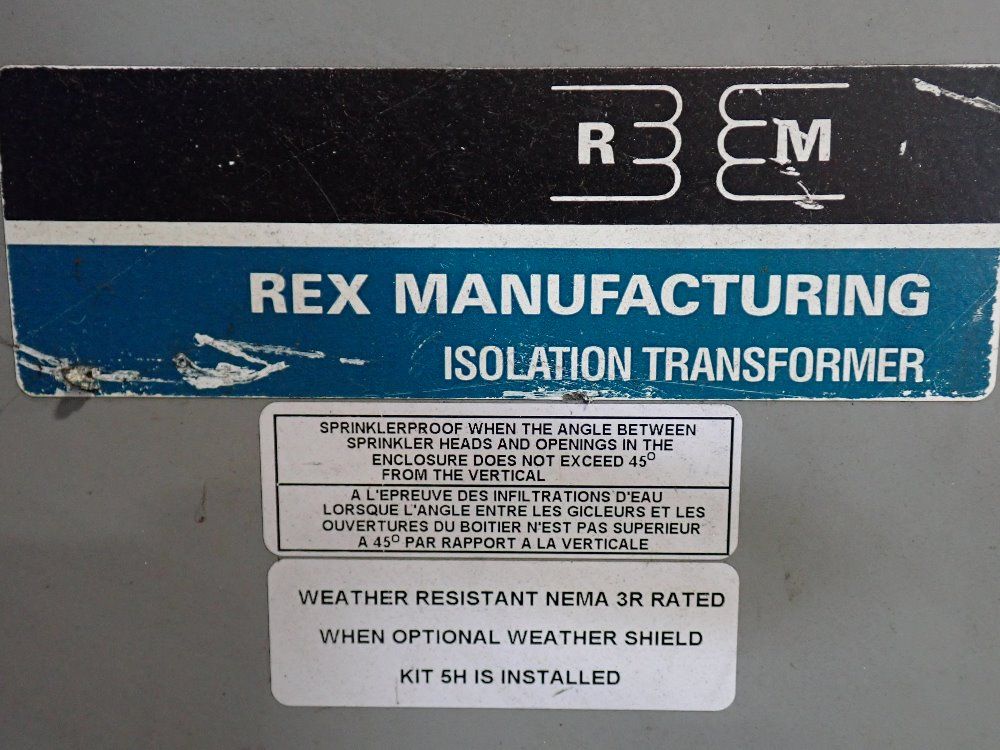 R M
REX MANUFACTURING
ISOLATION TRANSFORMER
SPRINKLERPROOF WHEN THE ANGLE BETWEEN
SPRINKLER HEADS AND OPENINGS IN THE
ENCLOSURE DOES NOT EXCEED 45°
FROM THE VERTICAL
A L'EPREUVE DES INFILTRATIONS D'EAU
LORSQUE L'ANGLE ENTRE LES GICLEURS ET LES
OUVERTURES DU BOITIER N'EST PAS SUPERIEUR
A 45° PAR RAPPORT A LA VERTICALE
WEATHER RESISTANT NEMA 3R RATED
WHEN OPTIONAL WEATHER SHIELD
KIT 5H IS INSTALLED